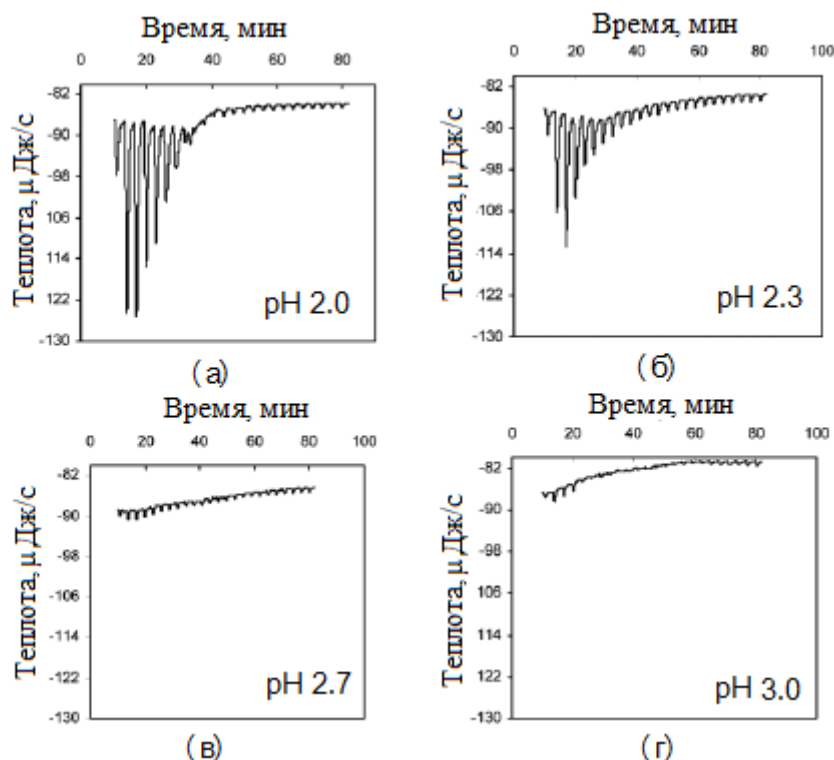 Время, мин
0 20 40 60 80
Теплота, μ Дж/с
-82
-90
-98
-106
-114
-122
-130
pH 2.0
(а)
Время, мин
0 20 40 60 80 100
Теплота, μ Дж/с
-82
-90
-98
-106
-114
-122
-130
pH 2.3
(б)
Время, мин
0 20 40 60 80 100
Теплота, μ Дж/с
-82
-90
-98
-106
-114
-122
-130
pH 2.7
(в)
Время, мин
0 20 40 60 80 100
Теплота, μ Дж/с
-82
-90
-98
-106
-114
-122
-130
pH 3.0
(г)